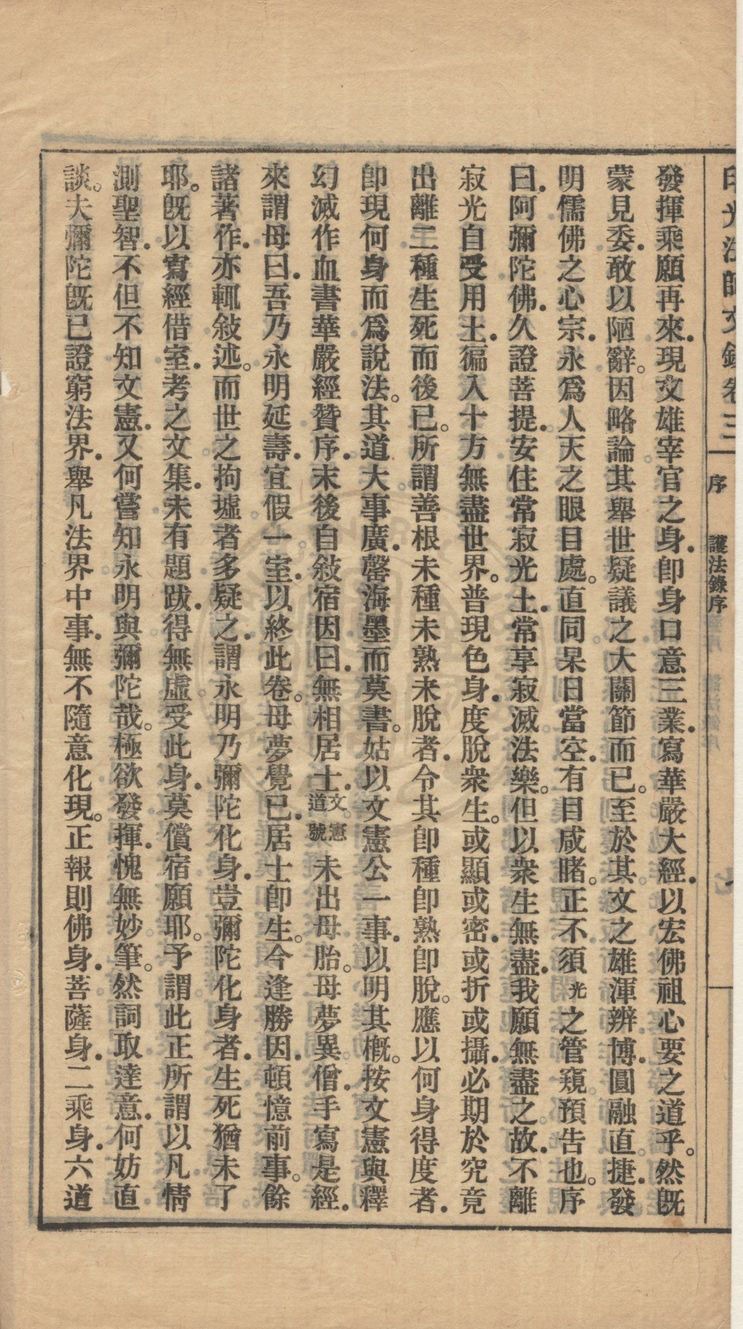 印光法師文鈔卷三　序　護法錄序
發揮乘願再來。現文雄宰官之身。卽身口意三業。寫華嚴大經。以宏佛祖心要之道乎。然旣
蒙見委。敢以陋辭。因略論其舉世疑議之大關節而已。至於其文之雄渾辨博。圓融直捷。發
明儒佛之心宗。永爲人天之眼目處。直同杲日當空。有目咸睹。正不須光之管窺預告也。序
曰。阿彌陀佛。久證菩提。安住常寂光土。常享寂滅法樂。但以衆生無盡。我願無盡之故。不離
寂光自受用土。徧入十方無盡世界。普現色身。度脫衆生。或顯或密。或折或攝。必期於究竟
出離二種生死而後已。所謂善根未種未熟未脫者。令其卽種卽熟卽脫。應以何身得度者。
卽現何身而爲說法。其道大事廣。罄海墨而莫書。姑以文憲公一事。以明其槪。按文憲與釋
幻滅作血書華嚴經贊序。末後自敍宿因曰。無相居士。文憲道號未出母胎。母夢異僧。手寫是經。
來謂母曰。吾乃永明延壽。宜假一室。以終此卷。母夢覺已。居士卽生。今逢勝因。頓憶前事。餘
諸著作。亦輒敍述。而世之拘墟者多疑之。謂永明乃彌陀化身。豈彌陀化身者。生死猶未了
耶。旣以寫經借室。考之文集。未有題跋。得無虛受此身。莫償宿願耶。予謂此正所謂以凡情
測聖智。不但不知文憲。又何嘗知永明與彌陀哉。極欲發揮。愧無妙筆。然詞取達意。何妨直
談。夫彌陀旣已證窮法界。舉凡法界中事。無不隨意化現。正報則佛身。菩薩身。二乘身。六道